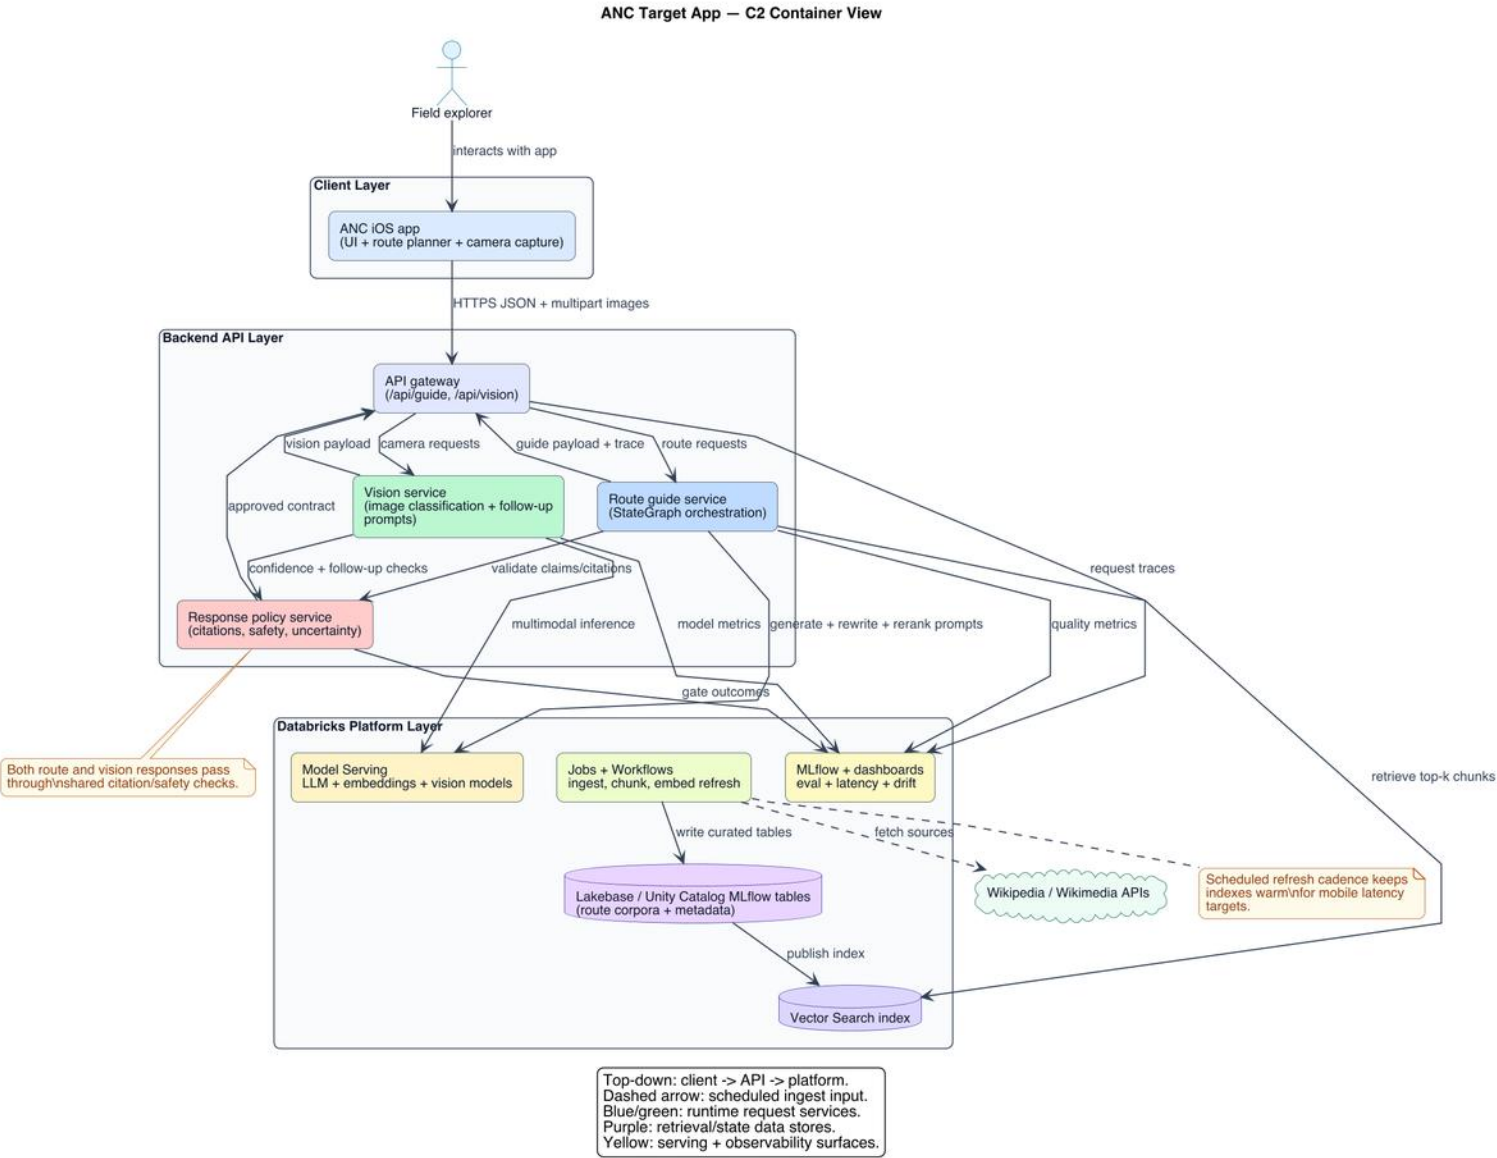 ANC Target App — C2 Container View
Field explorer
interacts with app
Client Layer
ANC iOS app
(UI + route planner + camera capture)
HTTPS JSON + multipart images
Backend API Layer
API gateway
(/api/guide, /api/vision)
vision payload
camera requests
guide payload + trace
route requests
Vision service
(image classification + follow-up
prompts)
Route guide service
(StateGraph orchestration)
approved contract
confidence + follow-up checks
validate claims/citations
request traces
Response policy service
(citations, safety, uncertainty)
multimodal inference
model metrics
generate + rewrite + rerank prompts
quality metrics
gate outcomes
Databricks Platform Layer
Both route and vision responses pass
through\nshared citation/safety checks.
Model Serving
LLM + embeddings + vision models
Jobs + Workflows
ingest, chunk, embed refresh
MLflow + dashboards
eval + latency + drift
retrieve top-k chunks
write curated tables
fetch sources
Lakebase / Unity Catalog MLflow tables
(route corpora + metadata)
Wikipedia / Wikimedia APIs
Scheduled refresh cadence keeps
indexes warm\nfor mobile latency
targets.
publish index
Vector Search index
Top-down: client -> API -> platform.
Dashed arrow: scheduled ingest input.
Blue/green: runtime request services.
Purple: retrieval/state data stores.
Yellow: serving + observability surfaces.